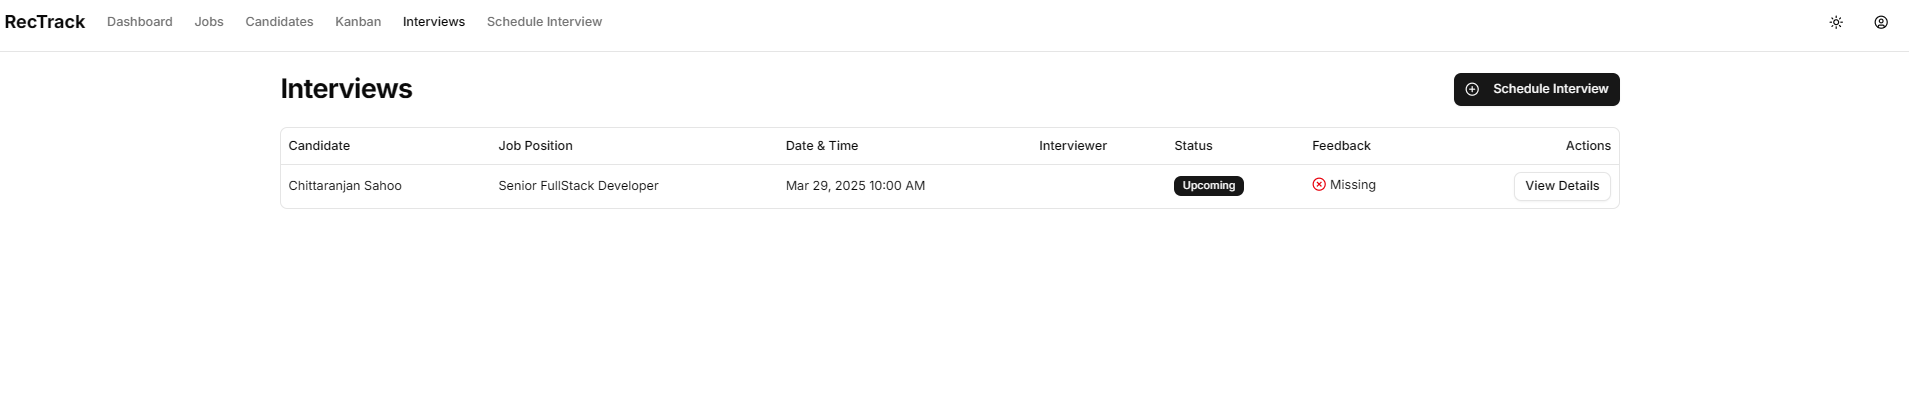 RecTrack Dashboard Jobs Candidates Kanban Interviews Schedule Interview
Interviews
Schedule Interview
Candidate Job Position Date & Time Interviewer Status Feedback Actions
Chittaranjan Sahoo Senior FullStack Developer Mar 29, 2025 10:00 AM Upcoming Missing View Details